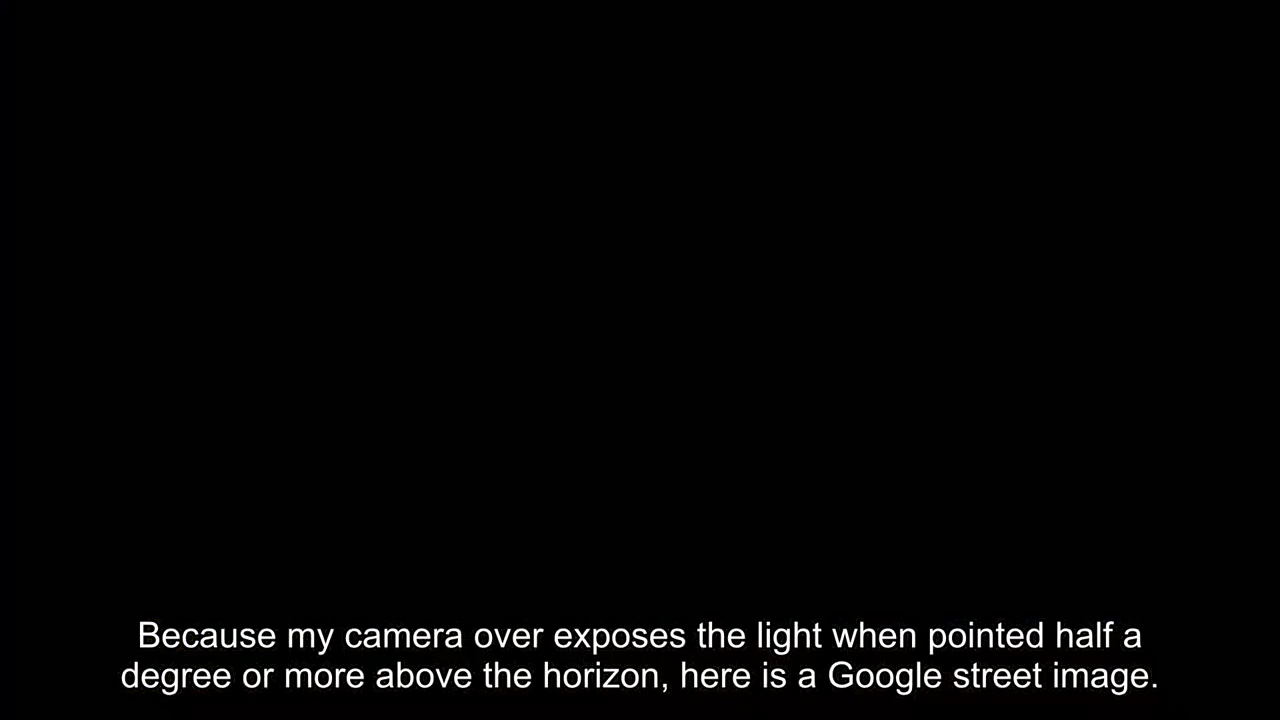 Because my camera over exposes the light when pointed half a
degree or more above the horizon, here is a Google street image.